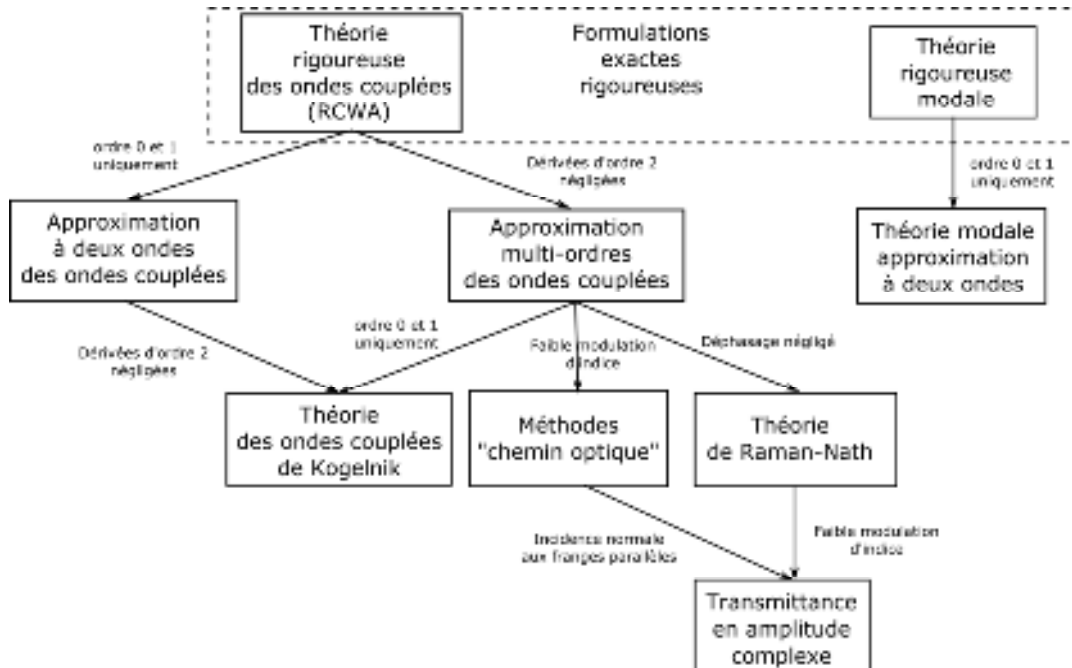 Théorie
rigoureuse
des ondes couplées
(RCWA)
Formulations
exactes
rigoureuses
Théorie
rigoureuse
modale
ordre 0 et 1
uniquement
Dérivées d'ordre 2
négligées
ordre 0 et 1
uniquement
Approximation
à deux ondes
des ondes couplées
Approximation
multi-ordres
des ondes couplées
Théorie modale
approximation
à deux ondes
Dérivées d'ordre 2
négligées
ordre 0 et 1
uniquement
Faible modulation
d'indice
Déphasage négligé
Théorie
des ondes couplées
de Kogelnik
Méthodes
"chemin optique"
Théorie
de Raman-Nath
Incidence normale
aux franges parallèles
Faible modulation
d'indice
Transmittance
en amplitude
complexe